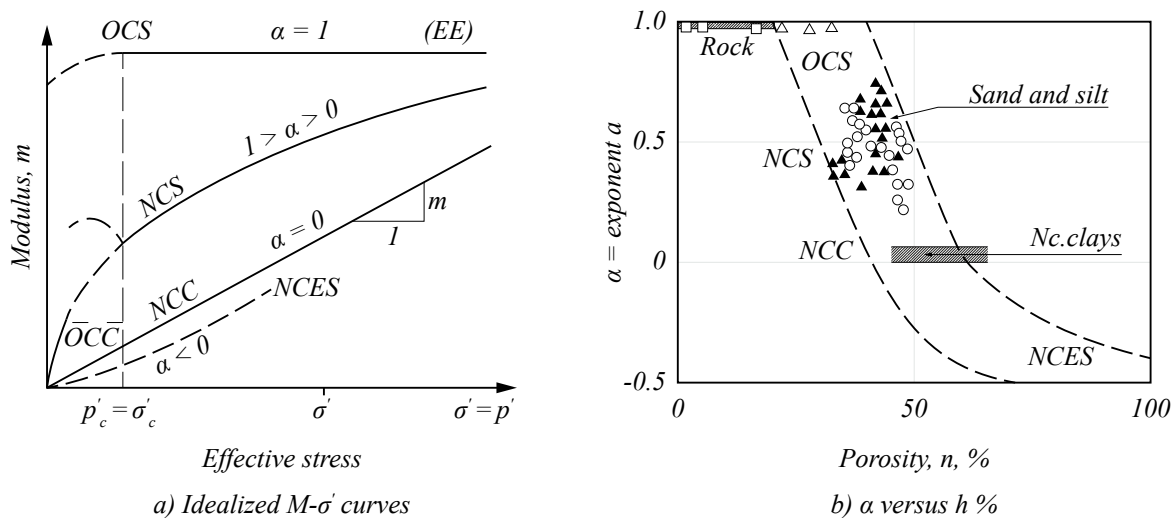 OCS
α = 1
(EE)
1 > α > 0
NCS
α = 0
m
1
NCC
NCES
OCC
α < 0
Modulus, m
p'c = σ'c
σ'
σ' = p'
Effective stress
a) Idealized M-σ' curves
1.0
Rock
OCS
Sand and silt
0.5
NCS
NCC
Nc.clays
0
NCES
-0.5
0
50
100
α = exponent a
Porosity, n, %
b) α versus h %